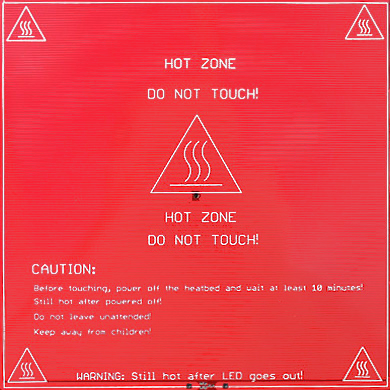 HOT ZONE
DO NOT TOUCH!
HOT ZONE
DO NOT TOUCH!
CAUTION:
Before touching, power off the heatbed and wait at least 10 minutes!
Still hot after powered off!
Do not leave unattended!
Keep away from children!
WARNING: Still hot after LED goes out!